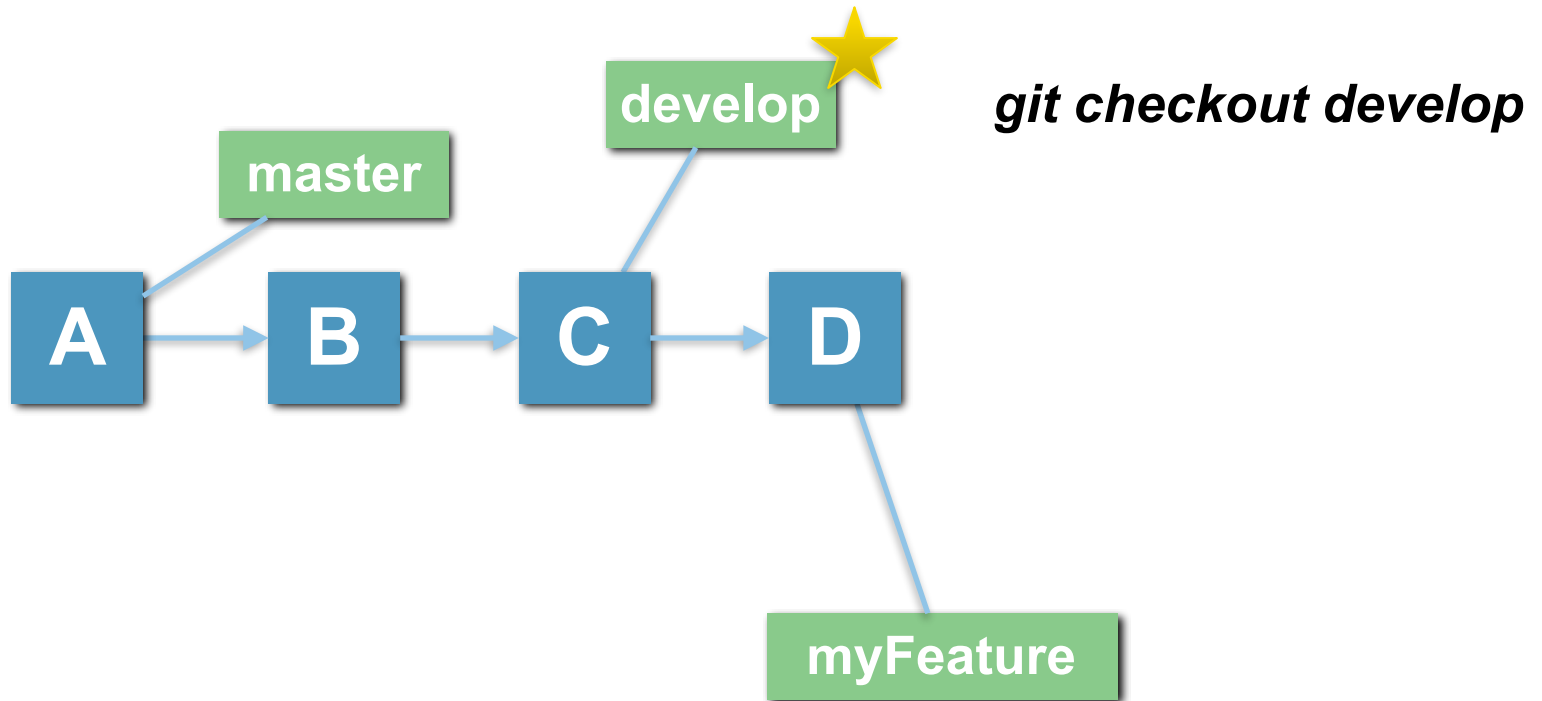 develop
git checkout develop
master
A
B
C
D
myFeature